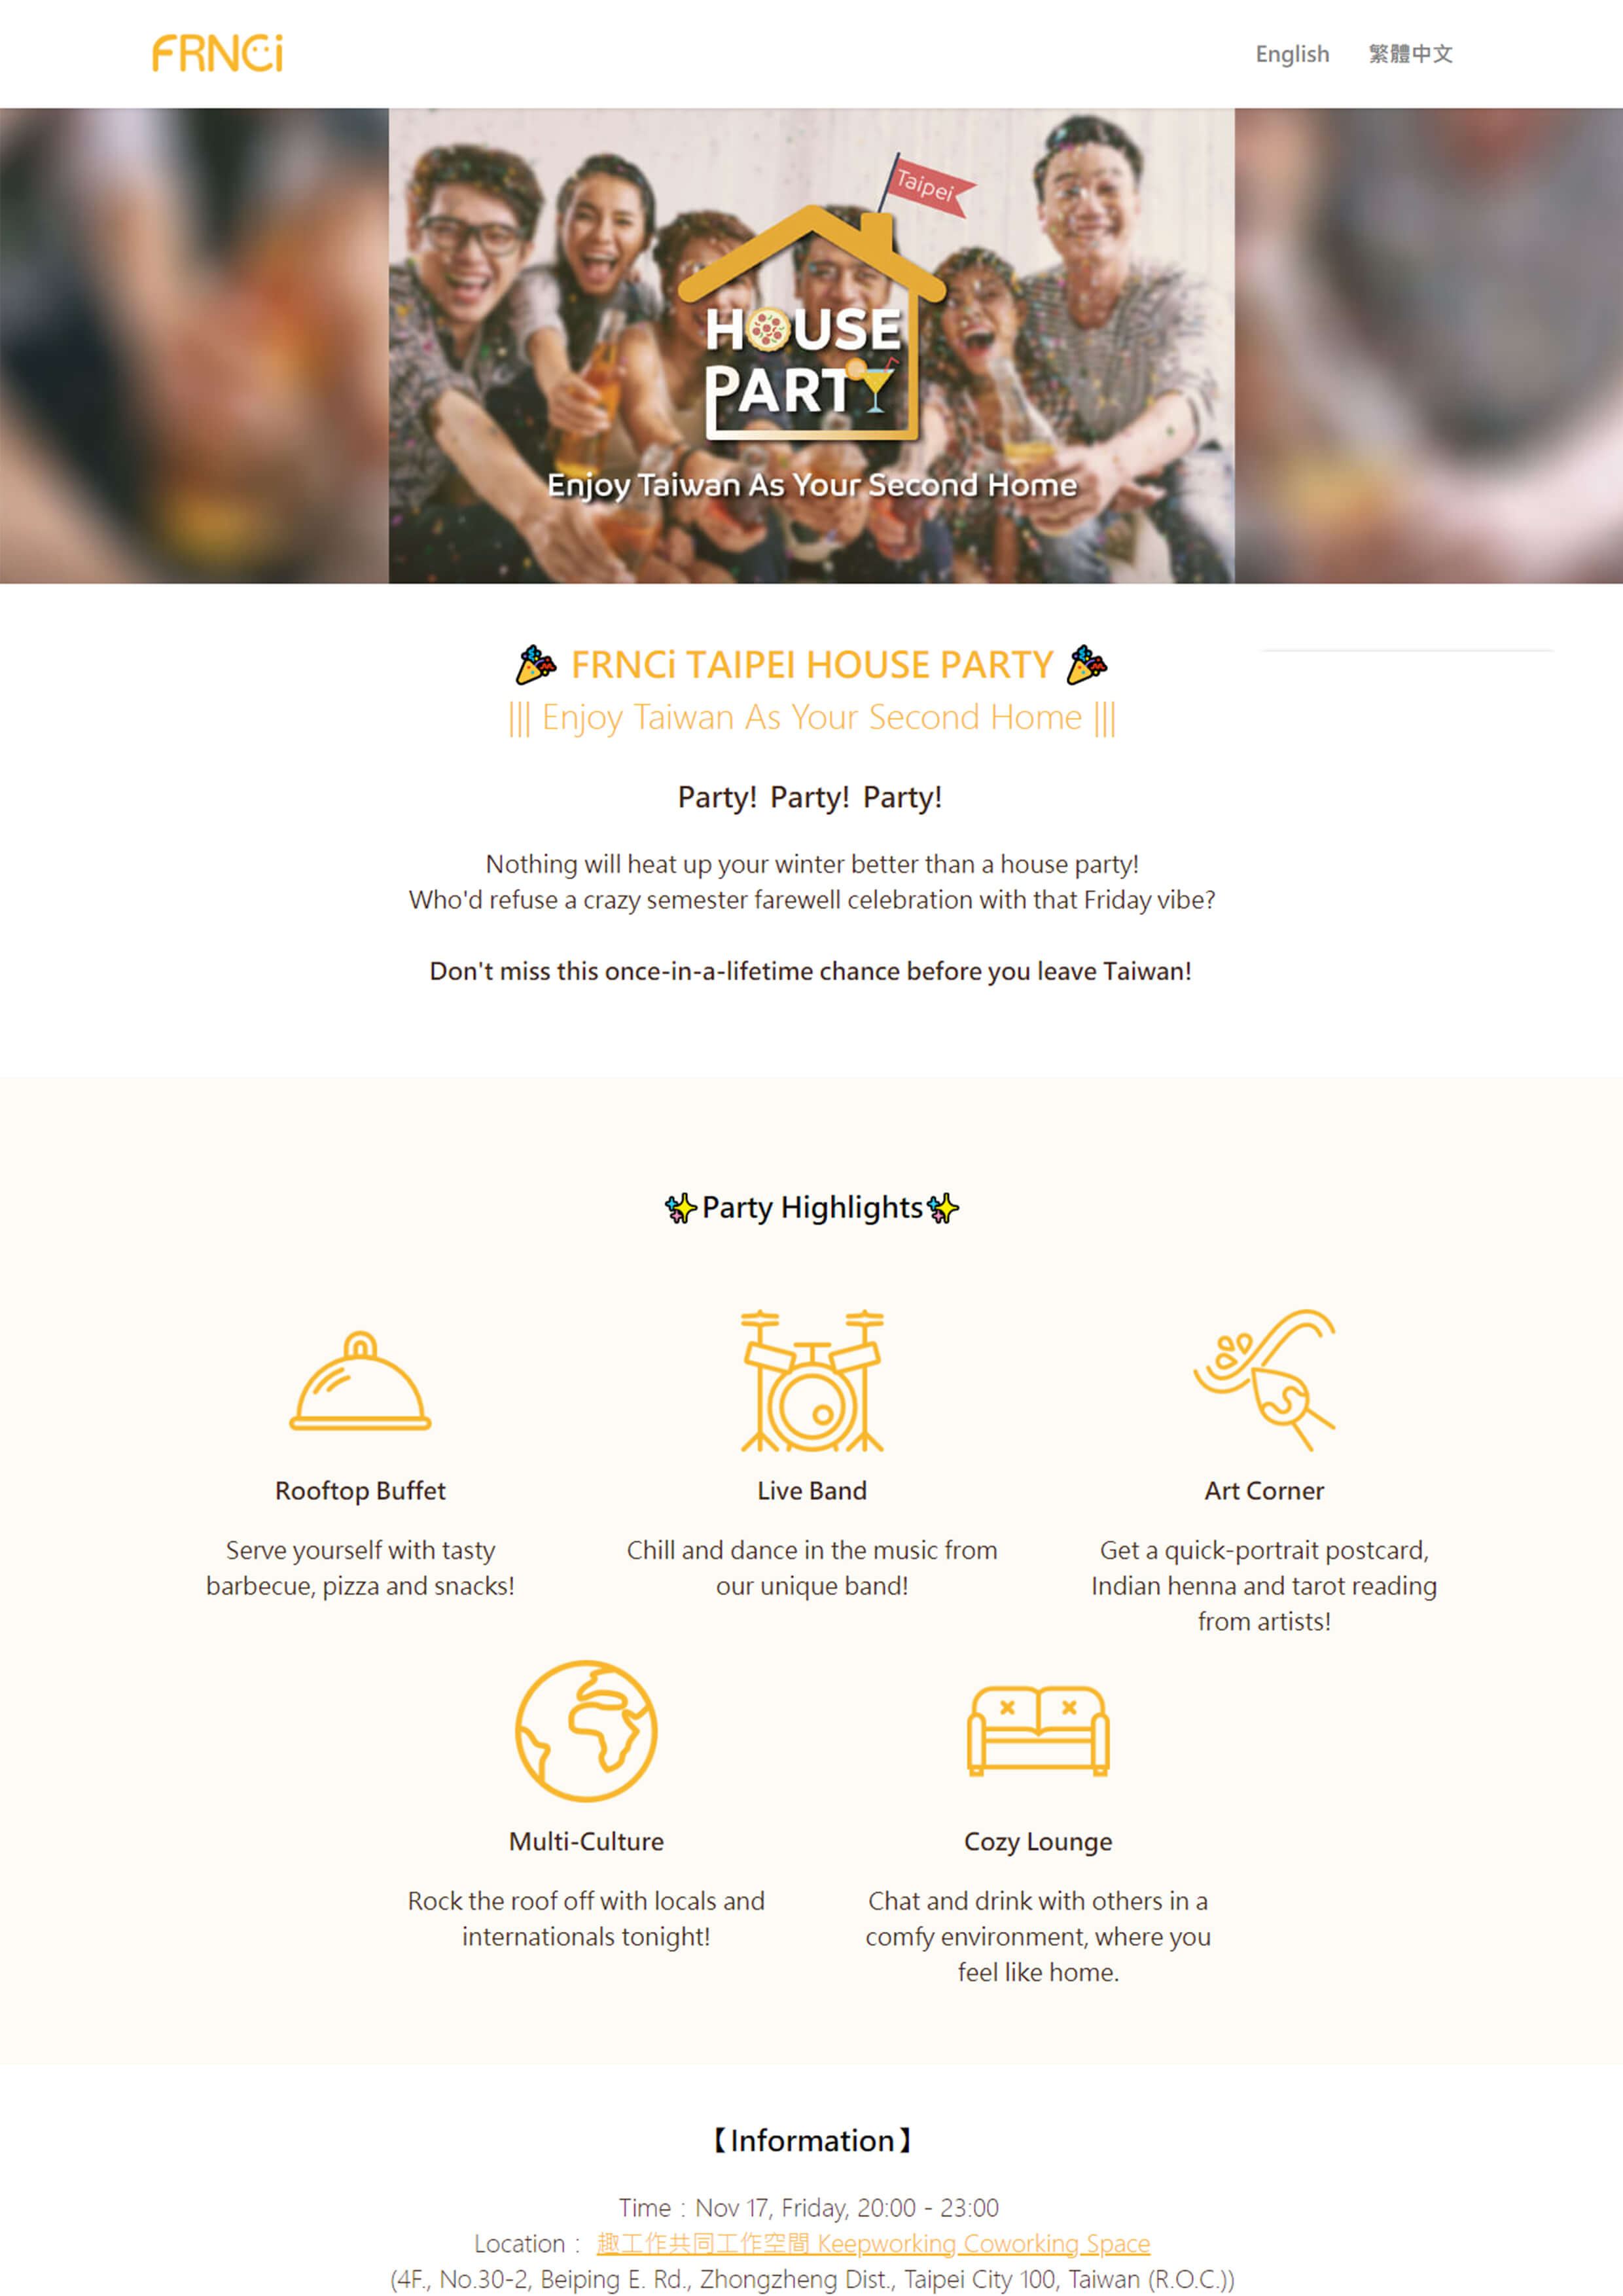 FRNCi
English 繁體中文
Taipei
HOUSE
PARTY
Enjoy Taiwan As Your Second Home
FRNCi TAIPEI HOUSE PARTY
||| Enjoy Taiwan As Your Second Home |||
Party! Party! Party!
Nothing will heat up your winter better than a house party!
Who'd refuse a crazy semester farewell celebration with that Friday vibe?
Don't miss this once-in-a-lifetime chance before you leave Taiwan!
✨Party Highlights✨
Rooftop Buffet
Serve yourself with tasty
barbecue, pizza and snacks!
Live Band
Chill and dance in the music from
our unique band!
Art Corner
Get a quick-portrait postcard,
Indian henna and tarot reading
from artists!
Multi-Culture
Rock the roof off with locals and
internationals tonight!
Cozy Lounge
Chat and drink with others in a
comfy environment, where you
feel like home.
【Information】
Time：Nov 17, Friday, 20:00 - 23:00
Location： 趣工作共同工作空間 Keepworking Coworking Space
(4F., No.30-2, Beiping E. Rd., Zhongzheng Dist., Taipei City 100, Taiwan (R.O.C.))